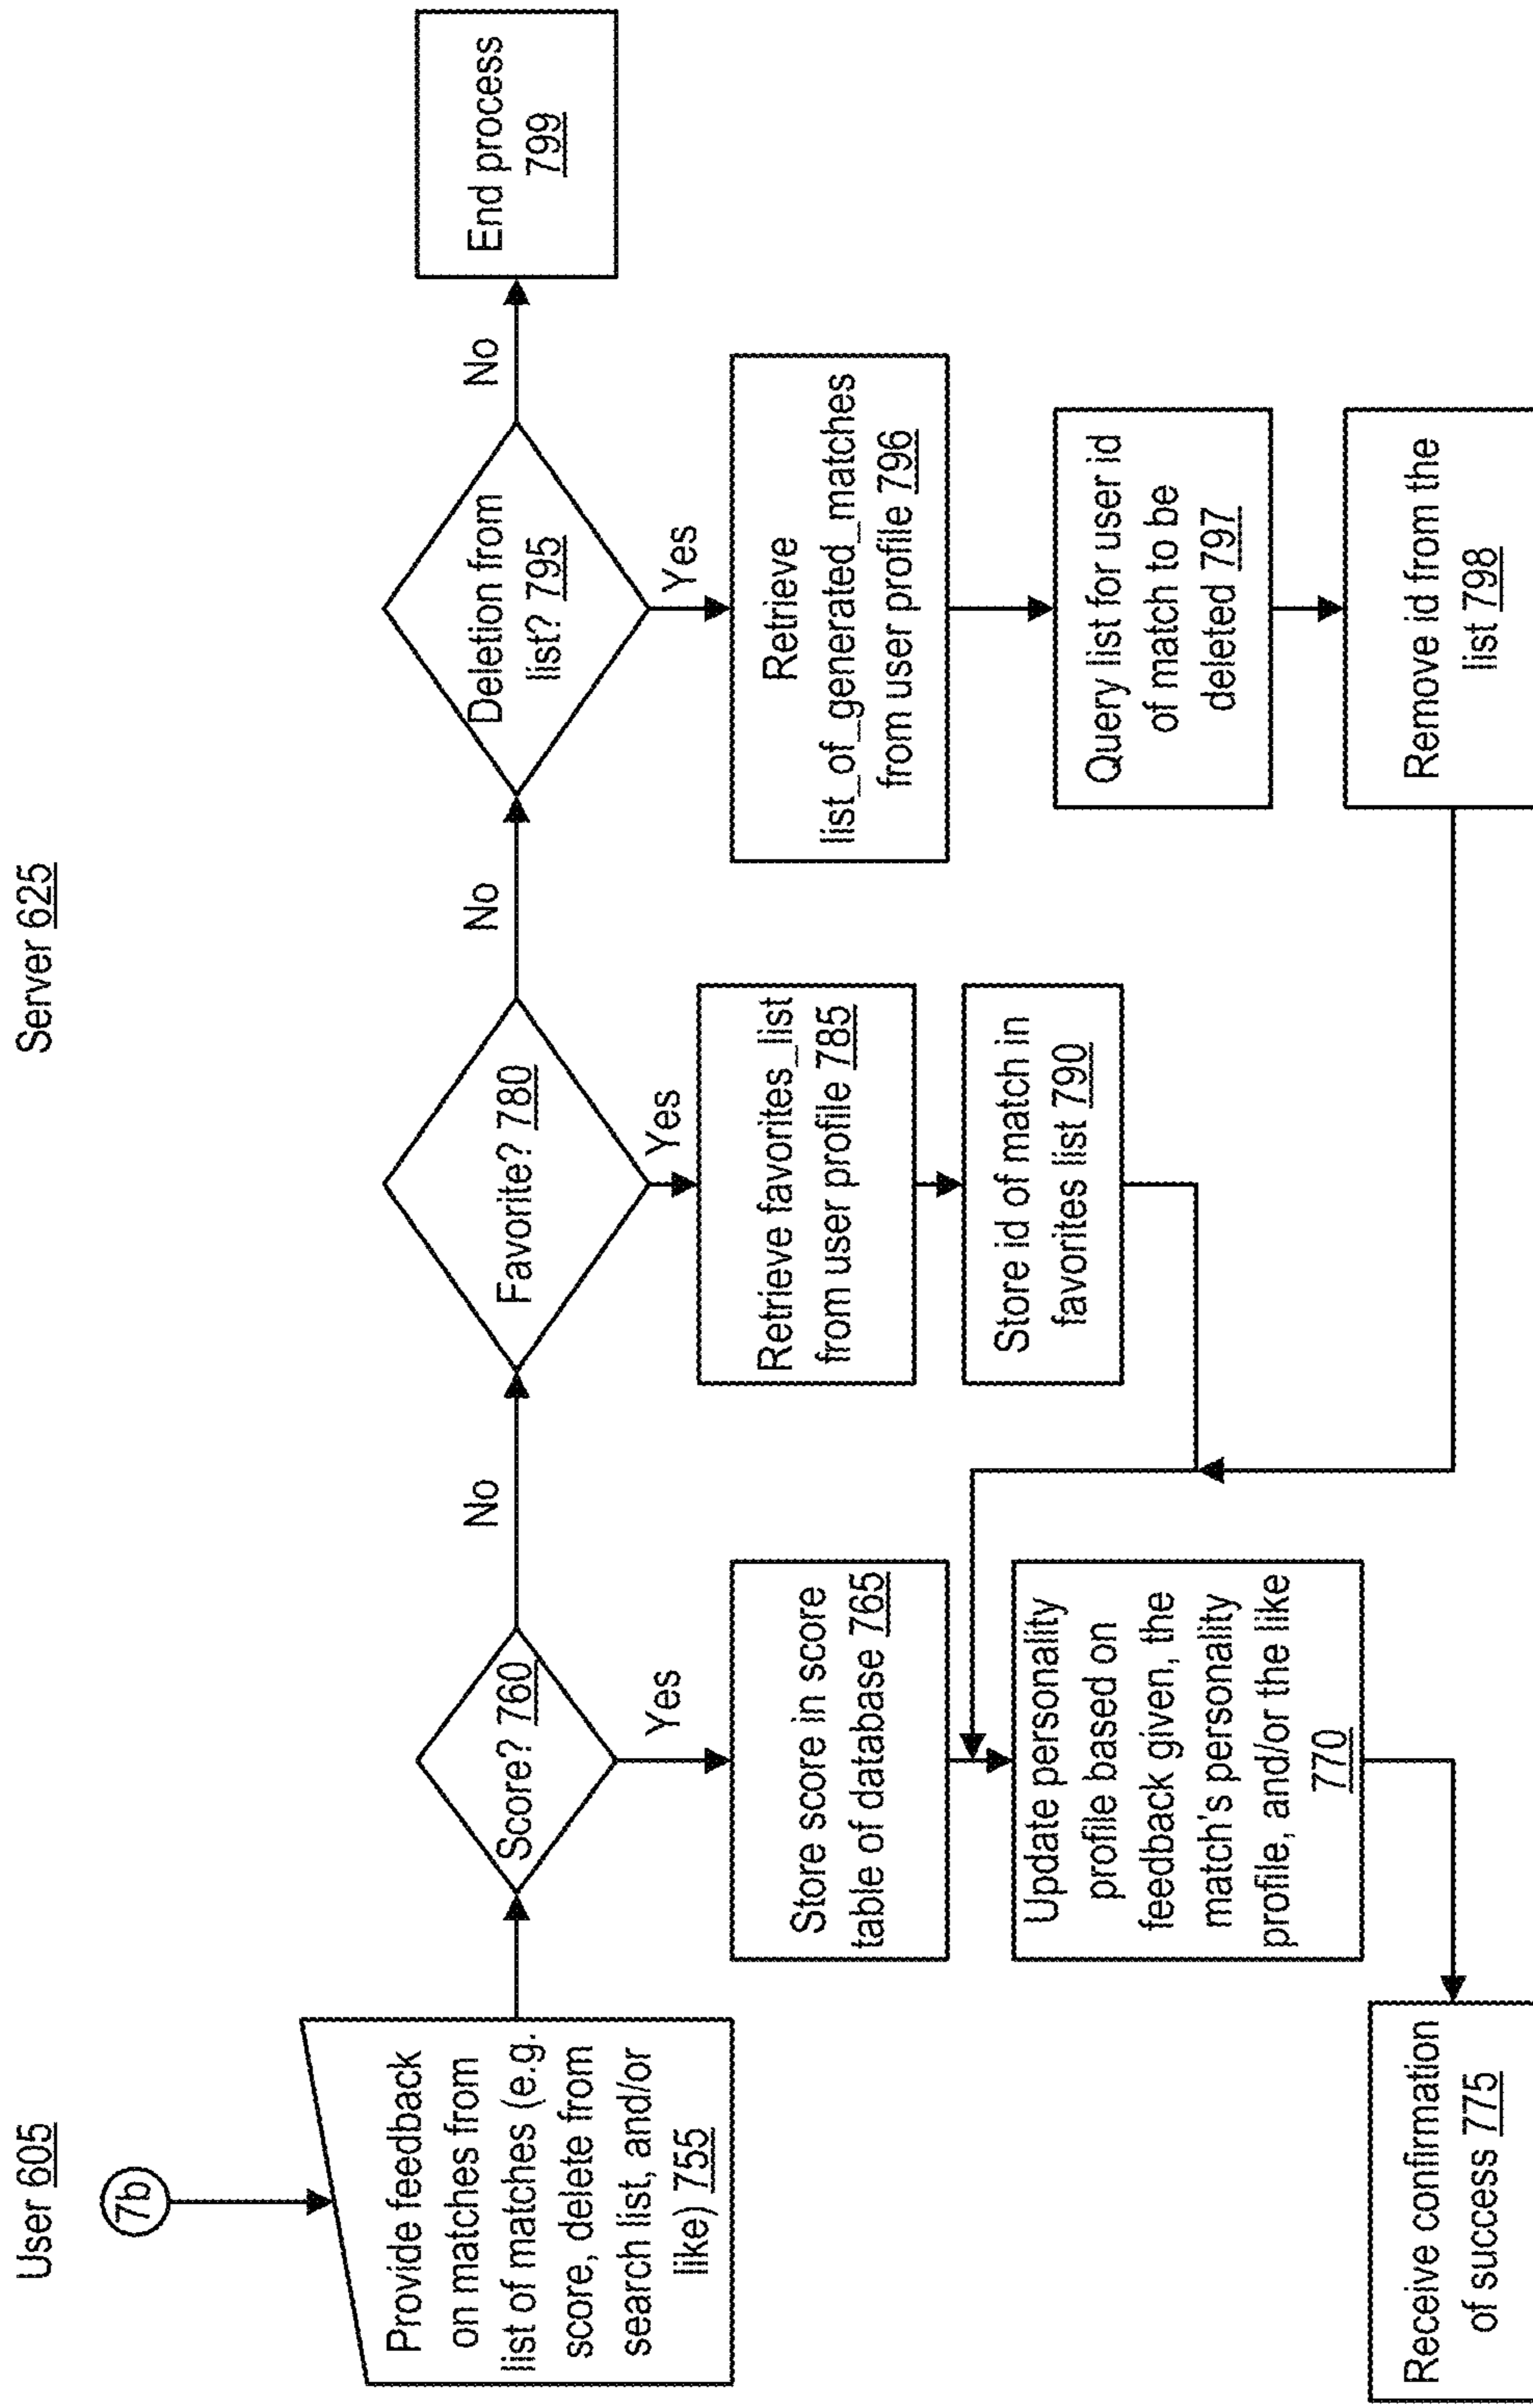 User 605
Server 625
7b
Provide feedback
on matches from
list of matches (e.g.
score, delete from
search list, and/or
like) 755
Score? 760
No
Favorite? 780
No
Deletion from
list? 795
No
End process
799
Yes
Store score in score
table of database 765
Update personality
profile based on
feedback given, the
match's personality
profile, and/or the like
770
Receive confirmation
of success 775
Yes
Retrieve favorites_list
from user profile 785
Store id of match in
favorites list 790
Yes
Retrieve
list_of_generated_matches
from user profile 796
Query list for user id
of match to be
deleted 797
Remove id from the
list 798